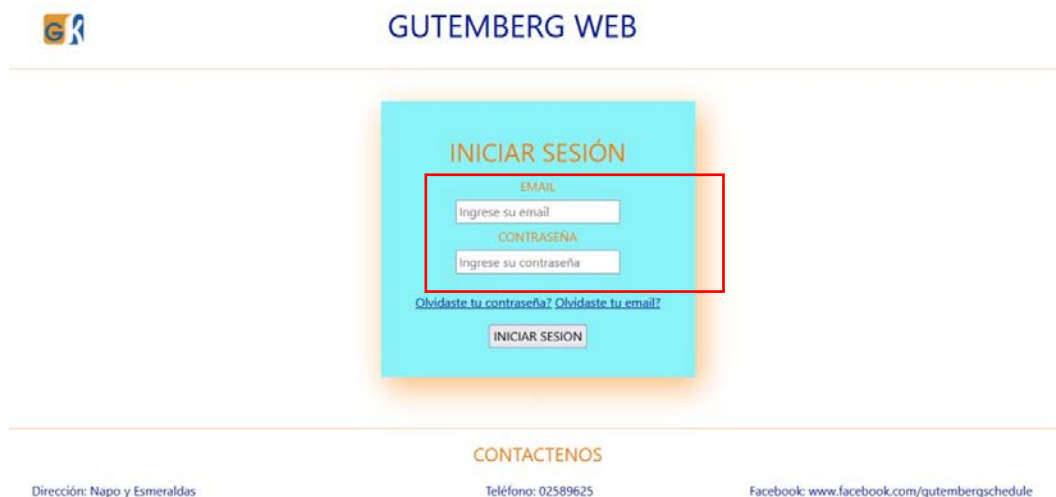 GK
GUTEMBERG WEB
INICIAR SESIÓN
EMAIL
Ingrese su email
CONTRASEÑA
Ingrese su contraseña
Olvidaste tu contraseña? Olvidaste tu email?
INICIAR SESION
CONTACTENOS
Dirección: Napo y Esmeraldas
Teléfono: 02589625
Facebook: www.facebook.com/gutembergschedule